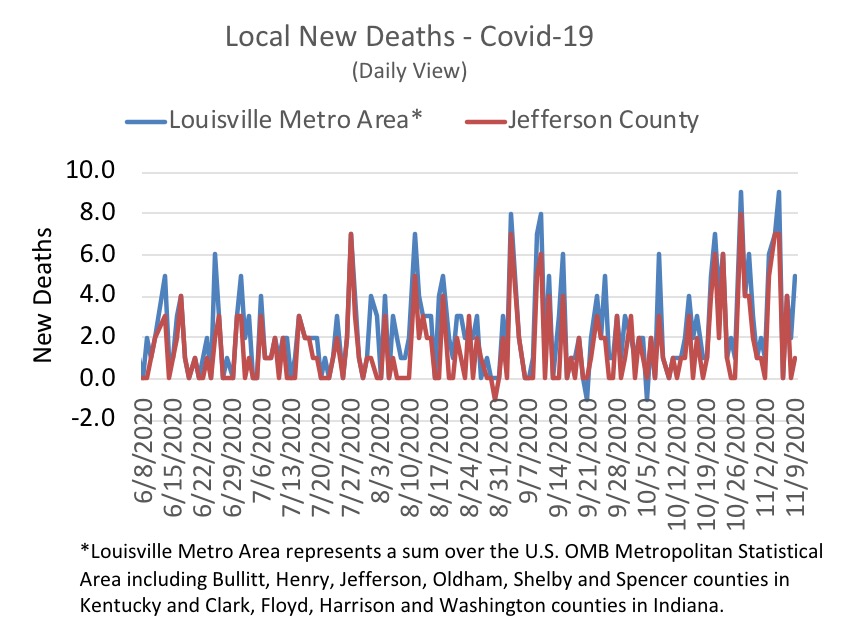 Local New Deaths - Covid-19
(Daily View)
Louisville Metro Area* Jefferson County
10.0
8.0
6.0
4.0
2.0
0.0
-2.0
New Deaths
6/8/2020 6/15/2020 6/22/2020 6/29/2020 7/6/2020 7/13/2020 7/20/2020 7/27/2020 8/3/2020 8/10/2020 8/17/2020 8/24/2020 8/31/2020 9/7/2020 9/14/2020 9/21/2020 9/28/2020 10/5/2020 10/12/2020 10/19/2020 10/26/2020 11/2/2020 11/9/2020
*Louisville Metro Area represents a sum over the U.S. OMB Metropolitan Statistical
Area including Bullitt, Henry, Jefferson, Oldham, Shelby and Spencer counties in
Kentucky and Clark, Floyd, Harrison and Washington counties in Indiana.